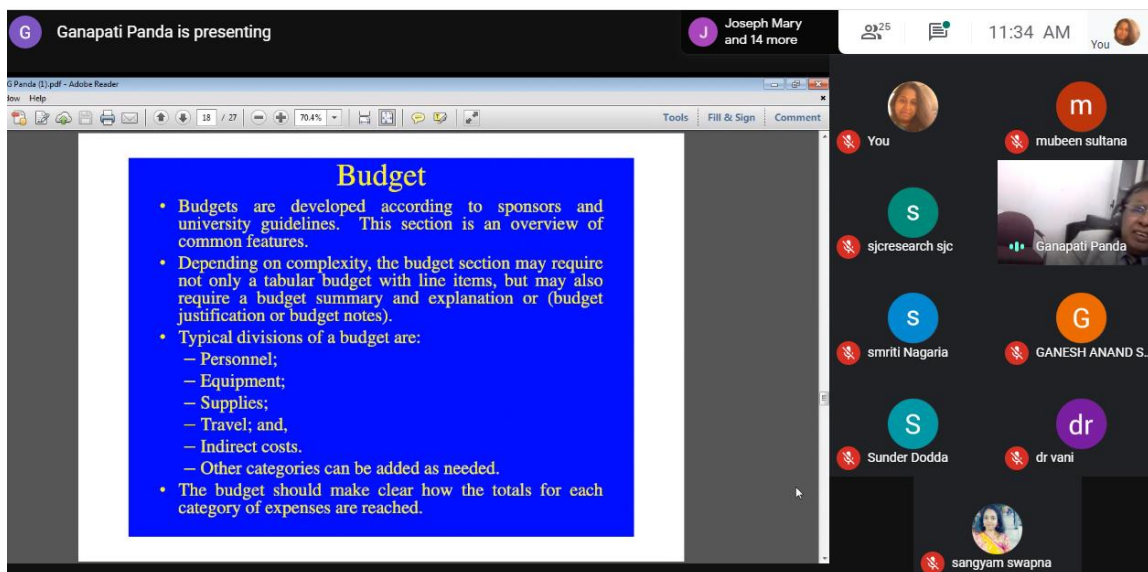 G
Ganapati Panda is presenting
J
Joseph Mary
and 14 more
25
11:34 AM
You
G Panda (1).pdf - Adobe Reader
dow Help
18 / 27
70.4%
Tools
Fill & Sign
Comment
Budget
• Budgets are developed according to sponsors and
university guidelines. This section is an overview of
common features.
• Depending on complexity, the budget section may require
not only a tabular budget with line items, but may also
require a budget summary and explanation or (budget
justification or budget notes).
• Typical divisions of a budget are:
– Personnel;
– Equipment;
– Supplies;
– Travel; and,
– Indirect costs.
– Other categories can be added as needed.
• The budget should make clear how the totals for each
category of expenses are reached.
You
m
mubeen sultana
s
sjcresearch sjc
Ganapati Panda
s
smriti Nagaria
G
GANESH ANAND S...
S
Sunder Dodda
dr
dr vani
sangyam swapna